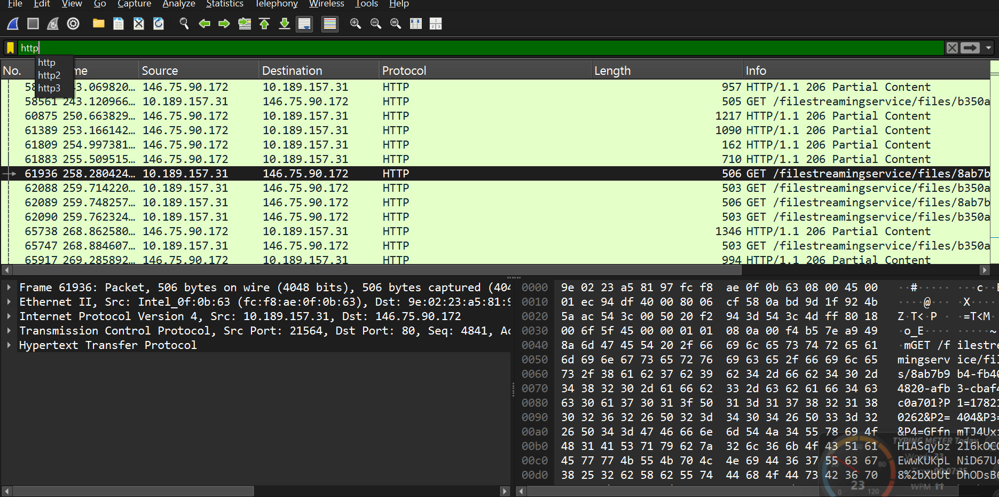 File Edit View Go Capture Analyze Statistics Telephony Wireless Tools Help
http
http
http2
http3
No. me Source Destination Protocol Length Info
58 3.069820… 146.75.90.172 10.189.157.31 HTTP 957 HTTP/1.1 206 Partial Content
58561 243.120966… 10.189.157.31 146.75.90.172 HTTP 505 GET /filestreamingservice/files/b350a
60875 250.663829… 146.75.90.172 10.189.157.31 HTTP 1217 HTTP/1.1 206 Partial Content
61389 253.166142… 146.75.90.172 10.189.157.31 HTTP 1090 HTTP/1.1 206 Partial Content
61809 254.997381… 146.75.90.172 10.189.157.31 HTTP 162 HTTP/1.1 206 Partial Content
61883 255.509515… 146.75.90.172 10.189.157.31 HTTP 710 HTTP/1.1 206 Partial Content
61936 258.280424… 10.189.157.31 146.75.90.172 HTTP 506 GET /filestreamingservice/files/8ab7b
62088 259.714220… 10.189.157.31 146.75.90.172 HTTP 503 GET /filestreamingservice/files/b350a
62089 259.748257… 10.189.157.31 146.75.90.172 HTTP 506 GET /filestreamingservice/files/8ab7b
62090 259.762324… 10.189.157.31 146.75.90.172 HTTP 503 GET /filestreamingservice/files/b350a
65738 268.862580… 146.75.90.172 10.189.157.31 HTTP 1346 HTTP/1.1 206 Partial Content
65747 268.884607… 10.189.157.31 146.75.90.172 HTTP 503 GET /filestreamingservice/files/b350a
65917 269.285892… 146.75.90.172 10.189.157.31 HTTP 994 HTTP/1.1 206 Partial Content
Frame 61936: Packet, 506 bytes on wire (4048 bits), 506 bytes captured (404
Ethernet II, Src: Intel_0f:0b:63 (fc:f8:ae:0f:0b:63), Dst: 9e:02:23:a5:81:9
Internet Protocol Version 4, Src: 10.189.157.31, Dst: 146.75.90.172
Transmission Control Protocol, Src Port: 21564, Dst Port: 80, Seq: 4841, Ac
Hypertext Transfer Protocol
0000 9e 02 23 a5 81 97 fc f8 ae 0f 0b 63 08 00 45 00 ··#····· ···c··E
0010 01 ec 94 df 40 00 80 06 cf 58 0a bd 9d 1f 92 4b ····@··· ·X·····
0020 5a ac 54 3c 00 50 20 f2 94 3d 54 3c 4d ff 80 18 Z·T<·P · ·=T<M··
0030 00 6f 5f 45 00 00 01 01 08 0a 00 f4 b5 7e a9 49 ·o_E···· ·····~
0040 8a 6d 47 45 54 20 2f 66 69 6c 65 73 74 72 65 61 ·mGET /f ilestre
0050 6d 69 6e 67 73 65 72 76 69 63 65 2f 66 69 6c 65 mingserv ice/fil
0060 73 2f 38 61 62 37 62 39 62 34 2d 66 62 34 30 2d s/8ab7b9 b4-fb40
0070 34 38 32 30 2d 61 66 62 33 2d 63 62 61 66 34 63 4820-afb 3-cbaf4
0080 63 30 61 37 30 31 3f 50 31 3d 31 37 38 32 31 38 c0a701?P 1=17821
0090 30 32 36 32 26 50 32 3d 34 30 34 26 50 33 3d 32 0262&P2= 404&P3=
00a0 26 50 34 3d 47 46 66 6e 6d 54 4a 34 55 78 69 4f &P4=GFfn mTJ4Uxi
00b0 48 31 41 53 71 79 62 7a 32 6c 36 6b 4f 43 51 61 H1ASqybz 2l6kOCQ
00c0 45 77 77 4b 55 4b 70 4c 4e 69 44 36 37 55 63 67 EwwKUKpL NiD67Uc
00d0 38 25 32 62 58 62 55 74 44 68 4f 44 73 42 36 70 8%2bXbUt DhODsB6
TYPING METER Today
Words 33
Time 00:07:35
WPM 11
23
0 20 80 120